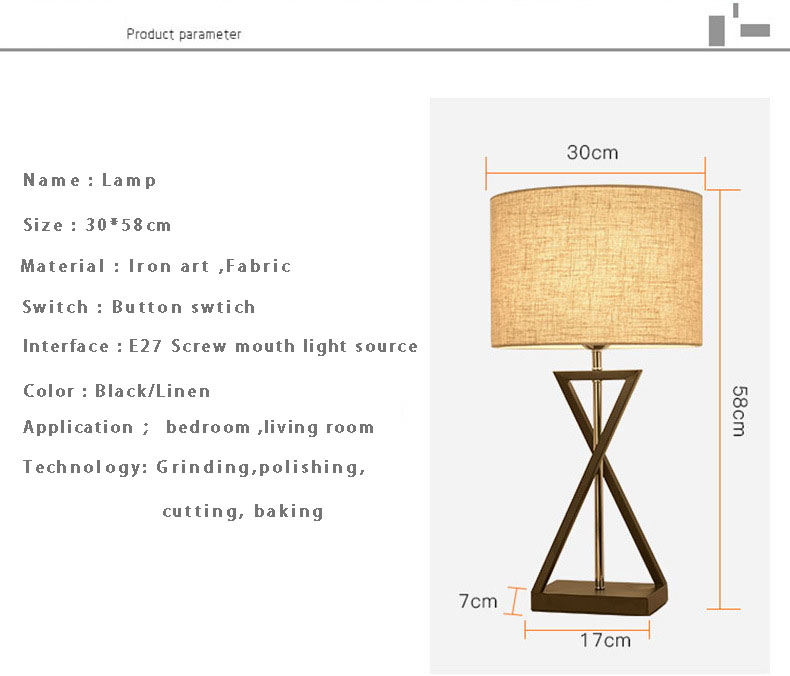 Product parameter
Name : Lamp
Size : 30*58cm
Material : Iron art ,Fabric
Switch : Button swtich
Interface : E27 Screw mouth light source
Color : Black/Linen
Application ; bedroom ,living room
Technology: Grinding,polishing,
cutting, baking
30cm
58cm
7cm
17cm